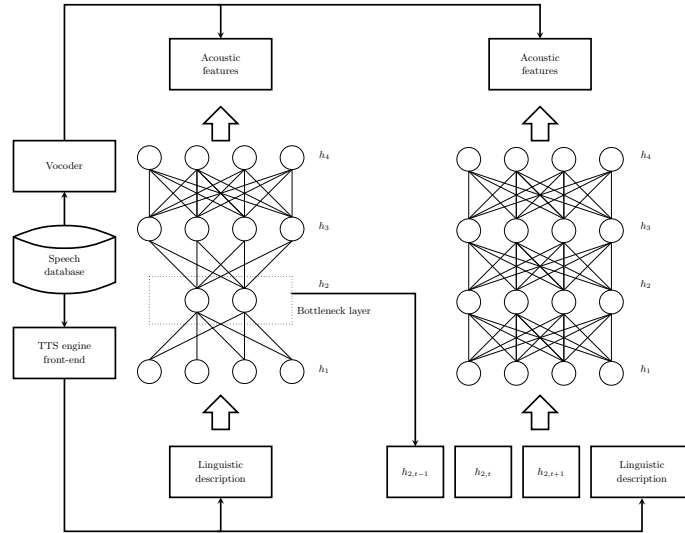 Acoustic
features
Acoustic
features
Vocoder
h4
h4
h3
h3
Speech
database
h2
h2
Bottleneck layer
TTS engine
front-end
h1
h1
Linguistic
description
h2,t−1
h2,t
h2,t+1
Linguistic
description